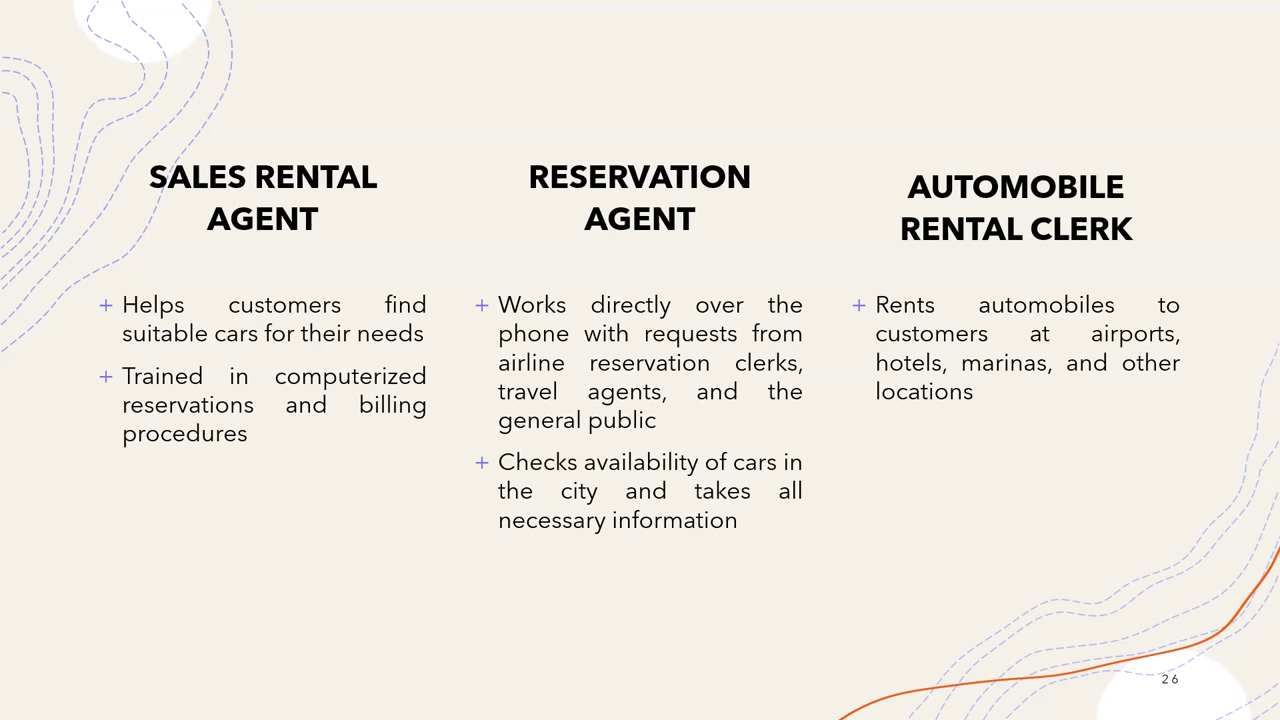 SALES RENTAL
AGENT
+ Helps customers find
suitable cars for their needs
+ Trained in computerized
reservations and billing
procedures
RESERVATION
AGENT
+ Works directly over the
phone with requests from
airline reservation clerks,
travel agents, and the
general public
+ Checks availability of cars in
the city and takes all
necessary information
AUTOMOBILE
RENTAL CLERK
+ Rents automobiles to
customers at airports,
hotels, marinas, and other
locations
26